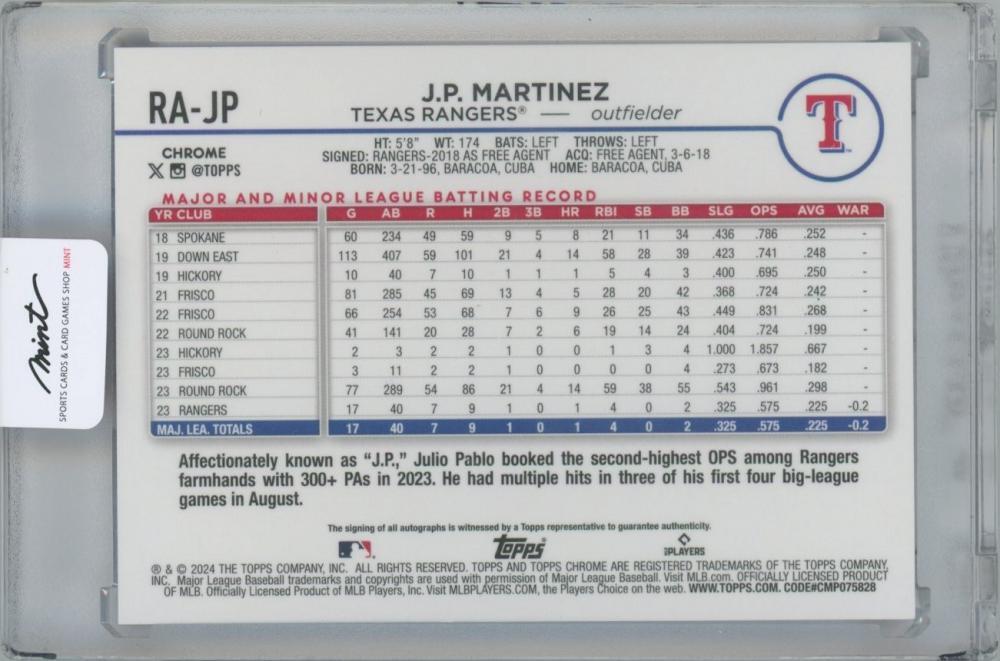 RA-JP
J.P. MARTINEZ
TEXAS RANGERS® — outfielder
T
CHROME
X @TOPPS
HT: 5'8" WT: 174 BATS: LEFT THROWS: LEFT
SIGNED: RANGERS-2018 AS FREE AGENT ACQ: FREE AGENT, 3-6-18
BORN: 3-21-96, BARACOA, CUBA HOME: BARACOA, CUBA
MAJOR AND MINOR LEAGUE BATTING RECORD
YR CLUB G AB R H 2B 3B HR RBI SB BB SLG OPS AVG WAR
18 SPOKANE 60 234 49 59 9 5 8 21 11 34 .436 .786 .252 -
19 DOWN EAST 113 407 59 101 21 4 14 58 28 39 .423 .741 .248 -
19 HICKORY 10 40 7 10 1 1 1 5 4 3 .400 .695 .250 -
21 FRISCO 81 285 45 69 13 4 5 28 20 42 .368 .724 .242 -
22 FRISCO 66 254 53 68 7 6 9 26 25 43 .449 .831 .268 -
22 ROUND ROCK 41 141 20 28 7 2 6 19 14 24 .404 .724 .199 -
23 HICKORY 2 3 2 2 1 0 0 1 3 4 1.000 1.857 .667 -
23 FRISCO 3 11 2 2 1 0 0 0 0 4 .273 .673 .182 -
23 ROUND ROCK 77 289 54 86 21 4 14 59 38 55 .543 .961 .298 -
23 RANGERS 17 40 7 9 1 0 1 4 0 2 .325 .575 .225 -0.2
MAJ. LEA. TOTALS 17 40 7 9 1 0 1 4 0 2 .325 .575 .225 -0.2
Affectionately known as “J.P.,” Julio Pablo booked the second-highest OPS among Rangers
farmhands with 300+ PAs in 2023. He had multiple hits in three of his first four big-league
games in August.
The signing of all autographs is witnessed by a Topps representative to guarantee authenticity.
TOPPS
PLAYERS
® & © 2024 THE TOPPS COMPANY, INC. ALL RIGHTS RESERVED. TOPPS AND TOPPS CHROME ARE REGISTERED TRADEMARKS OF THE TOPPS COMPANY,
INC. Major League Baseball trademarks and copyrights are used with permission of Major League Baseball. Visit MLB.com. OFFICIALLY LICENSED PRODUCT
OF MLB. Officially Licensed Product of MLB Players, Inc. Visit MLBPLAYERS.COM, the Players Choice on the web. WWW.TOPPS.COM. CODE#CMP075828
mint
SPORTS CARDS & CARD GAMES SHOP MINT